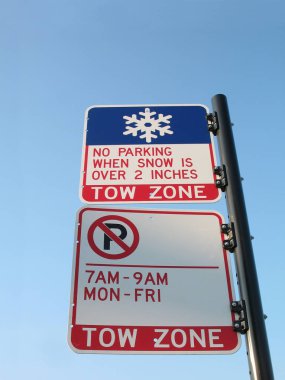 NO PARKING
WHEN SNOW IS
OVER 2 INCHES
TOW ZONE
P
7AM-9AM
MON-FRI
TOW ZONE